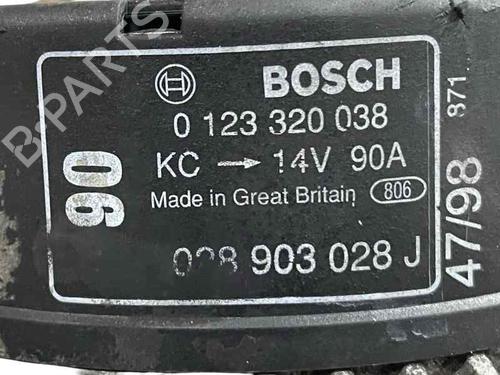 BOSCH
0 123 320 038
KC → 14V 90A
Made in Great Britain 806
028 903 028 J
90
47/98
871...
B-PARTS